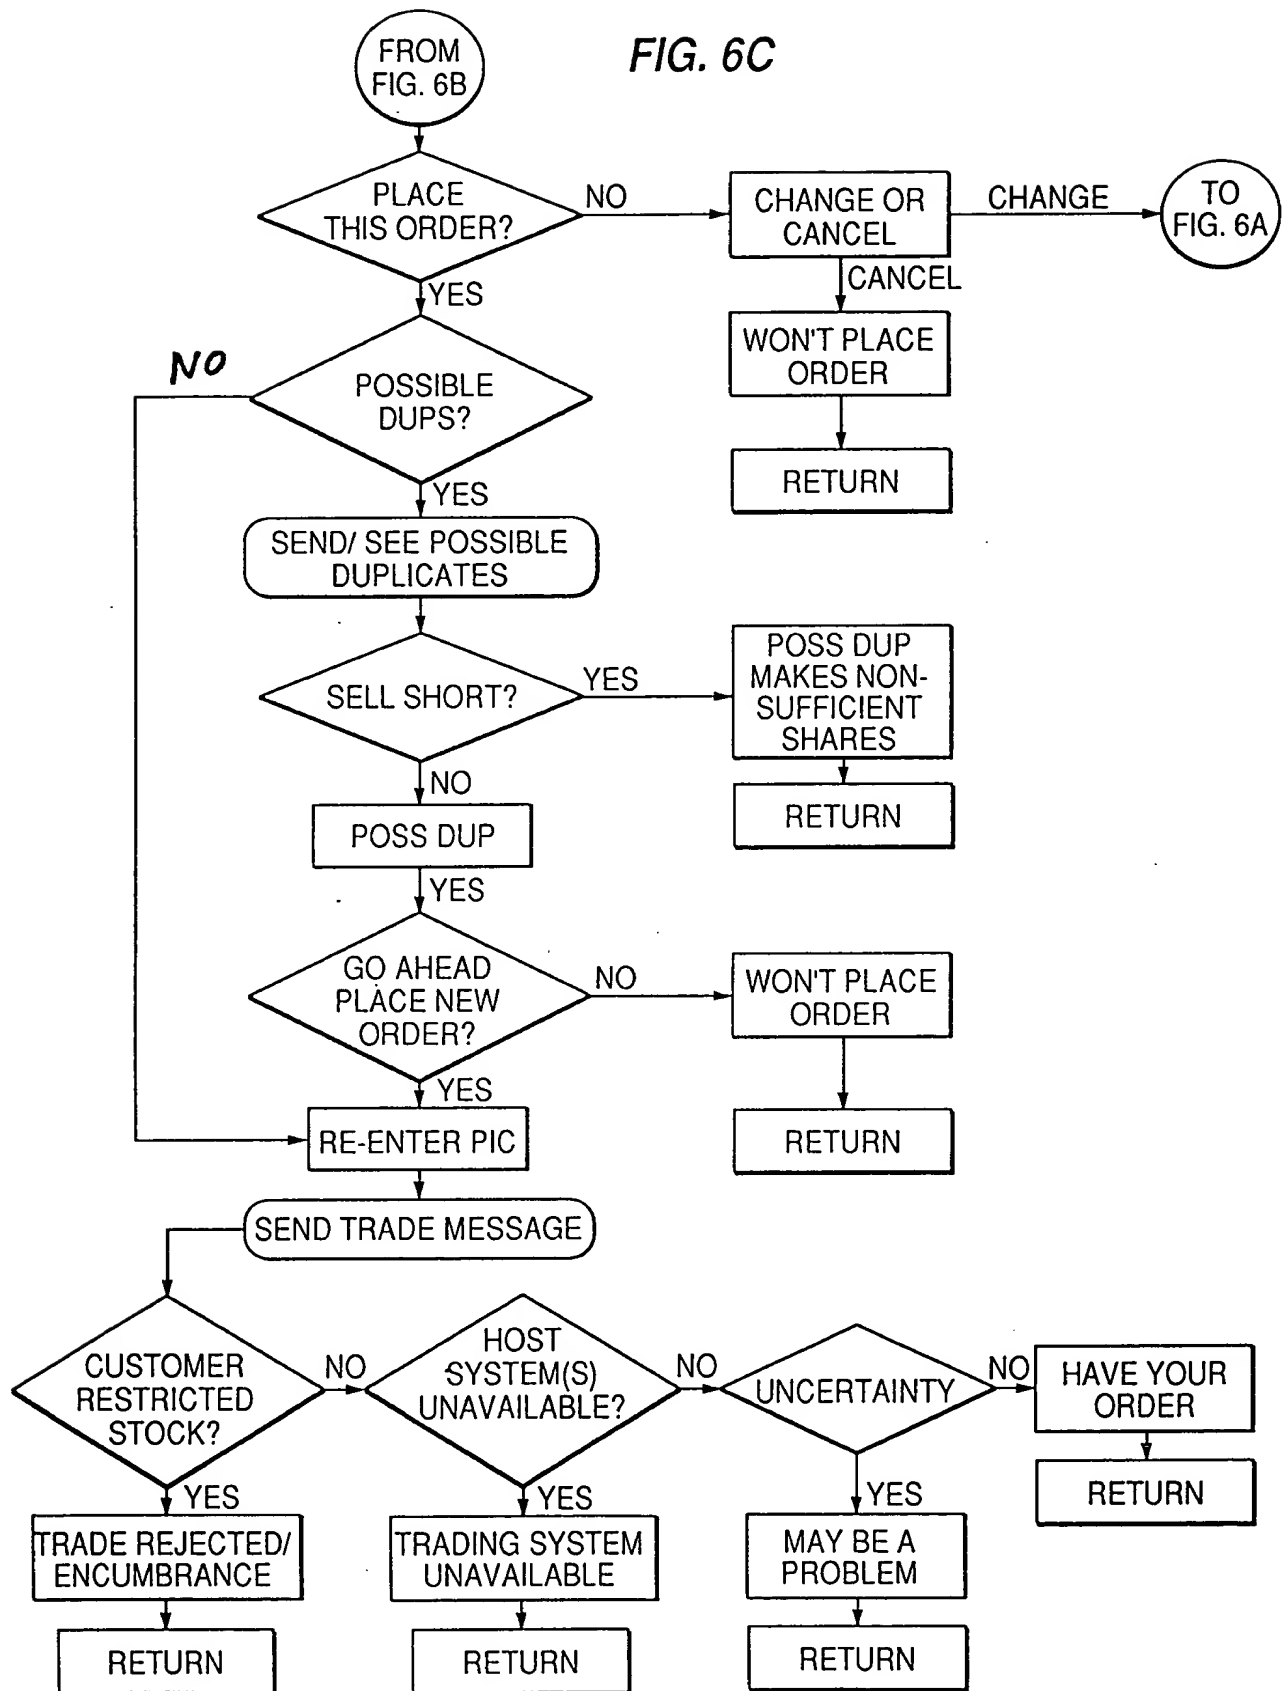 FROM
FIG. 6B
FIG. 6C
PLACE
THIS ORDER?
NO
CHANGE OR
CANCEL
CHANGE
TO
FIG. 6A
YES
CANCEL
WON'T PLACE
ORDER
NO
POSSIBLE
DUPS?
RETURN
YES
SEND/ SEE POSSIBLE
DUPLICATES
SELL SHORT?
YES
POSS DUP
MAKES NON-
SUFFICIENT
SHARES
NO
RETURN
POSS DUP
YES
GO AHEAD
PLACE NEW
ORDER?
NO
WON'T PLACE
ORDER
YES
RE-ENTER PIC
RETURN
SEND TRADE MESSAGE
CUSTOMER
RESTRICTED
STOCK?
NO
HOST
SYSTEM(S)
UNAVAILABLE?
NO
UNCERTAINTY
NO
HAVE YOUR
ORDER
RETURN
YES
TRADE REJECTED/
ENCUMBRANCE
YES
TRADING SYSTEM
UNAVAILABLE
YES
MAY BE A
PROBLEM
RETURN
RETURN
RETURN